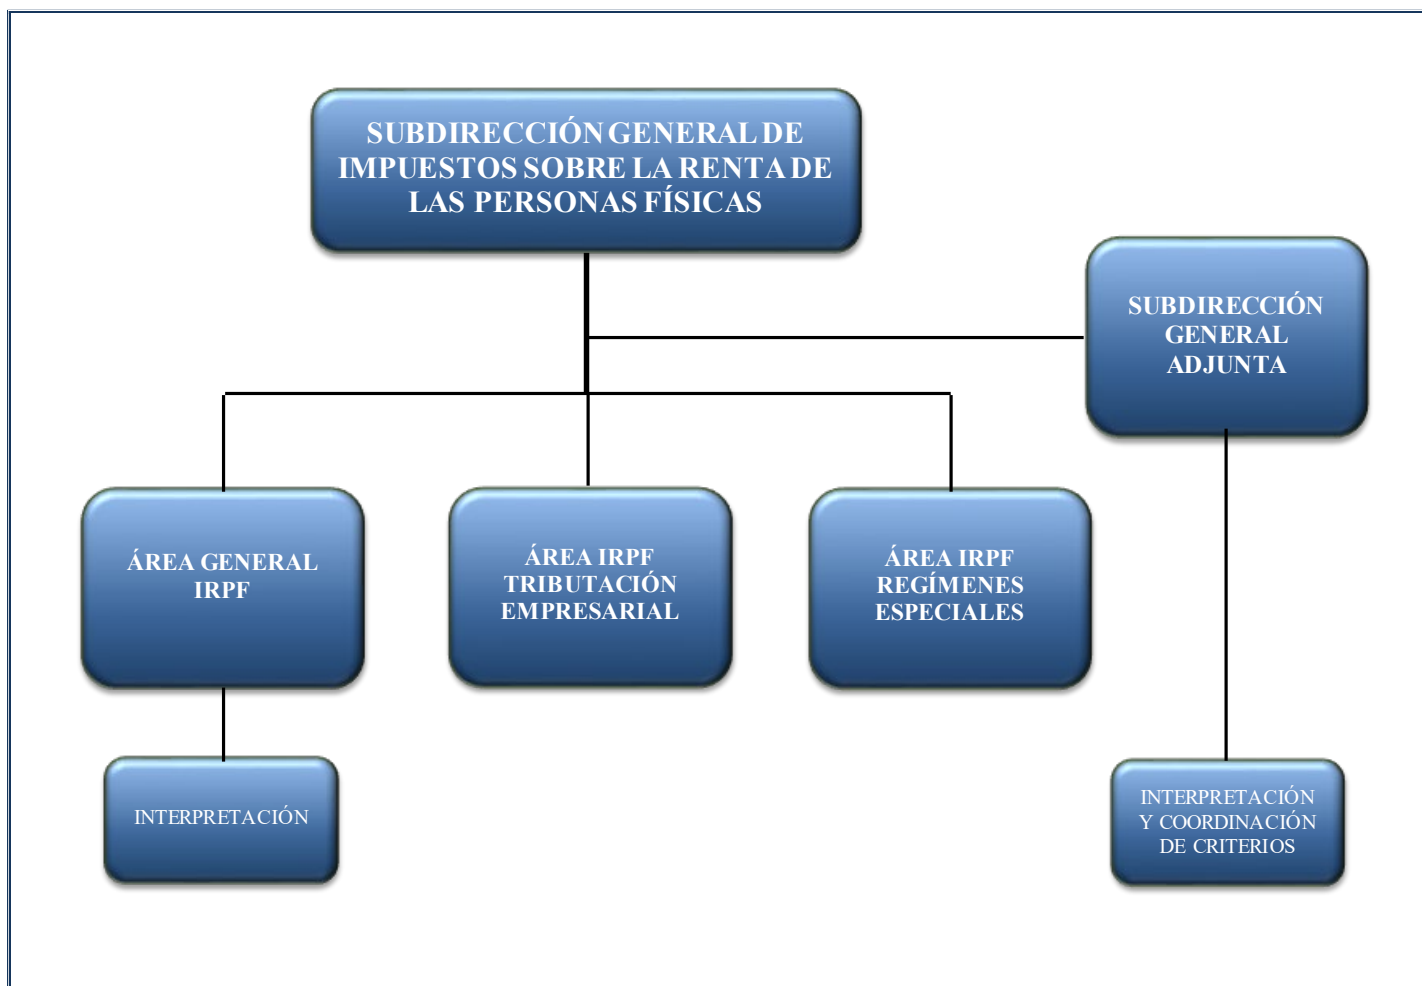 SUBDIRECCIÓN GENERAL DE
IMPUESTOS SOBRE LA RENTA DE
LAS PERSONAS FÍSICAS
SUBDIRECCIÓN
GENERAL
ADJUNTA
ÁREA GENERAL
IRPF
ÁREA IRPF
TRIBUTACIÓN
EMPRESARIAL
ÁREA IRPF
REGÍMENES
ESPECIALES
INTERPRETACIÓN
INTERPRETACIÓN
Y COORDINACIÓN
DE CRITERIOS